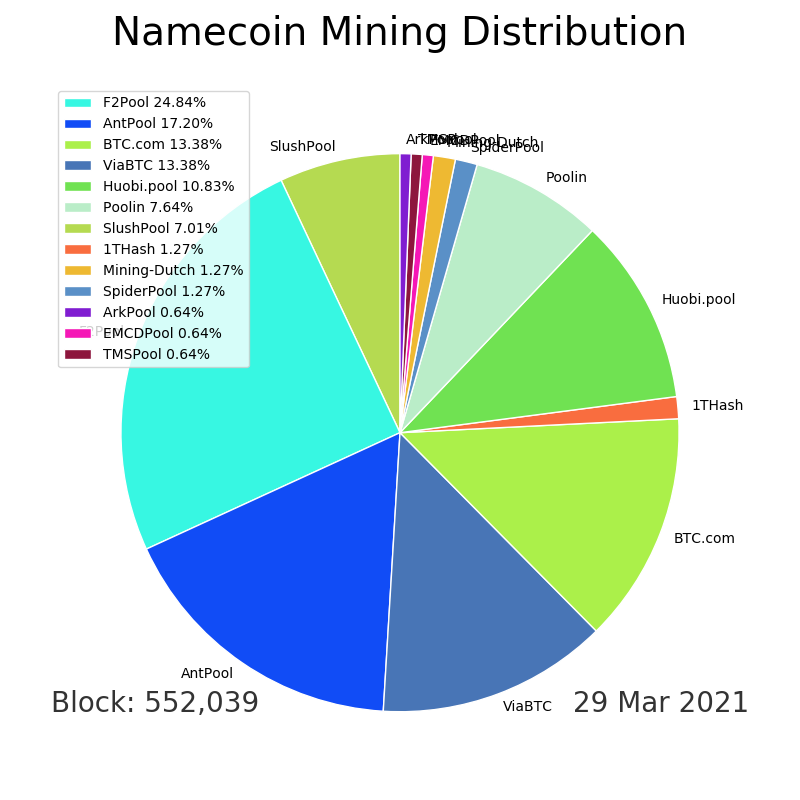 Namecoin Mining Distribution
F2Pool 24.84%
AntPool 17.20%
BTC.com 13.38%
ViaBTC 13.38%
Huobi.pool 10.83%
Poolin 7.64%
SlushPool 7.01%
1THash 1.27%
Mining-Dutch 1.27%
SpiderPool 1.27%
ArkPool 0.64%
EMCDPool 0.64%
TMSPool 0.64%
SlushPool
ArkPool
TMSPool
EMCDPool
Mining-Dutch
SpiderPool
Poolin
Huobi.pool
1THash
BTC.com
ViaBTC
AntPool
F2Pool
Block: 552,039
29 Mar 2021